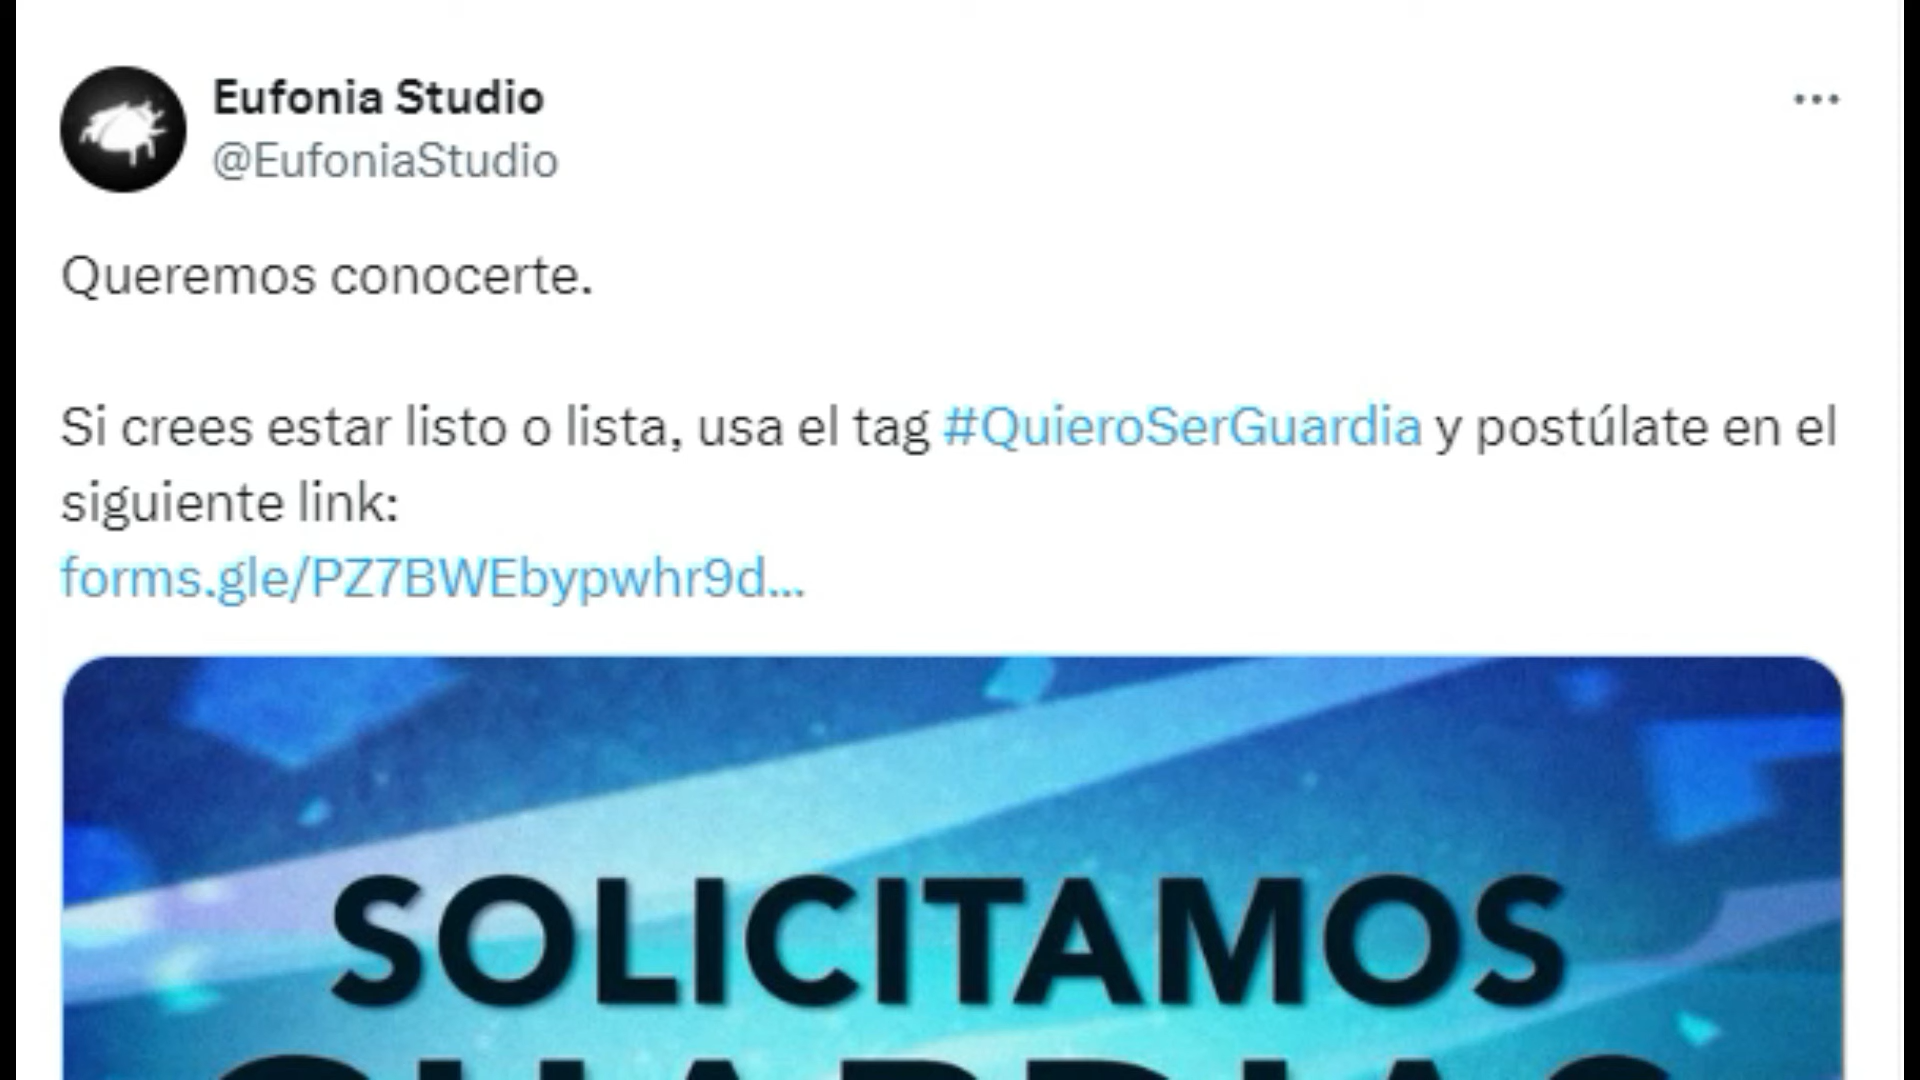 Eufonia Studio
@EufoniaStudio
Queremos conocerte.
Si crees estar listo o lista, usa el tag #QuieroSerGuardia y postúlate en el
siguiente link:
forms.gle/PZ7BWEbypwhr9d...
SOLICITAMOS